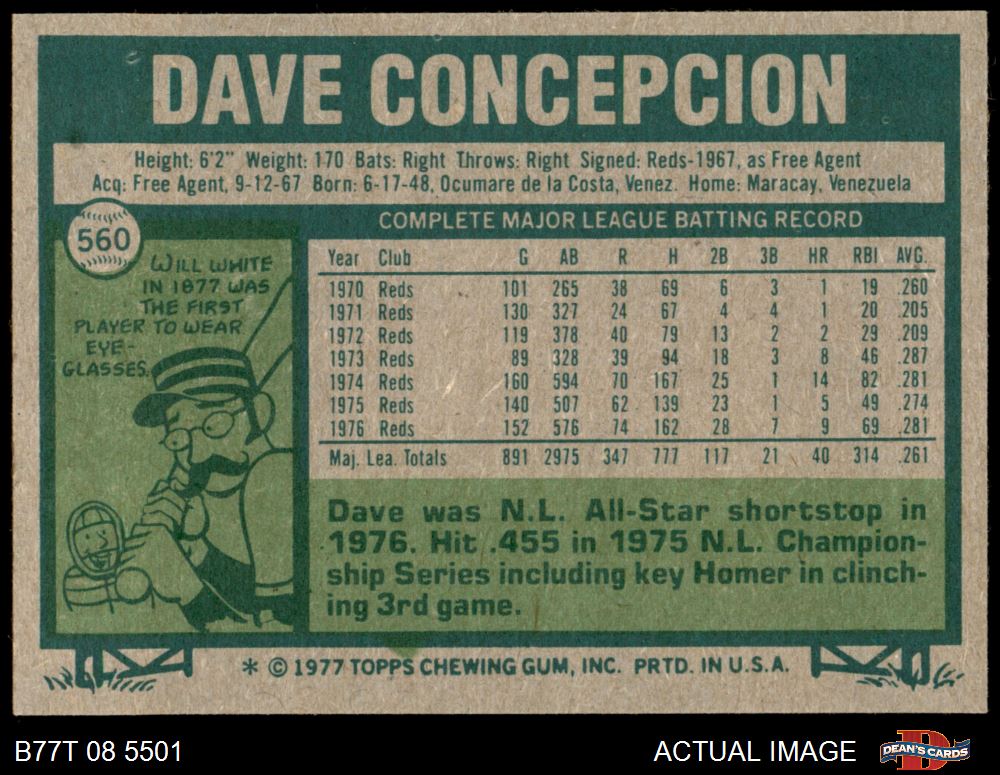 DAVE CONCEPCION
Height: 6'2" Weight: 170 Bats: Right Throws: Right Signed: Reds-1967, as Free Agent
Acq: Free Agent, 9-12-67 Born: 6-17-48, Ocumare de la Costa, Venez. Home: Maracay, Venezuela
560
WILL WHITE
IN 1877 WAS
THE FIRST
PLAYER TO WEAR
EYE-
GLASSES.
COMPLETE MAJOR LEAGUE BATTING RECORD
Year Club G AB R H 2B 3B HR RBI AVG.
1970 Reds 101 265 38 69 6 3 1 19 .260
1971 Reds 130 327 24 67 4 4 1 20 .205
1972 Reds 119 378 40 79 13 2 2 29 .209
1973 Reds 89 328 39 94 18 3 8 46 .287
1974 Reds 160 594 70 167 25 1 14 82 .281
1975 Reds 140 507 62 139 23 1 5 49 .274
1976 Reds 152 576 74 162 28 7 9 69 .281
Maj. Lea. Totals 891 2975 347 777 117 21 40 314 .261
Dave was N.L. All-Star shortstop in
1976. Hit .455 in 1975 N.L. Champion-
ship Series including key Homer in clinch-
ing 3rd game.
* © 1977 TOPPS CHEWING GUM, INC. PRTD. IN U.S.A.
B77T 08 5501
ACTUAL IMAGE
D
DEAN'S CARDS